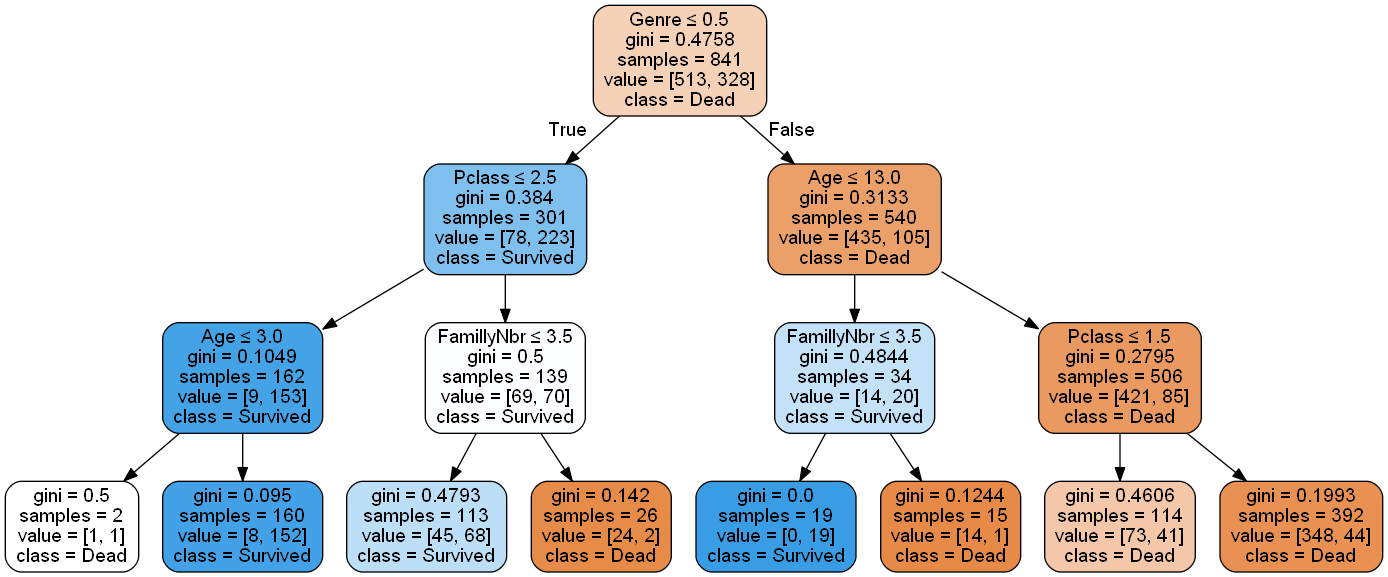 Genre ≤ 0.5
gini = 0.4758
samples = 841
value = [513, 328]
class = Dead
True
False
Pclass ≤ 2.5
gini = 0.384
samples = 301
value = [78, 223]
class = Survived
Age ≤ 13.0
gini = 0.3133
samples = 540
value = [435, 105]
class = Dead
Age ≤ 3.0
gini = 0.1049
samples = 162
value = [9, 153]
class = Survived
FamillyNbr ≤ 3.5
gini = 0.5
samples = 139
value = [69, 70]
class = Survived
FamillyNbr ≤ 3.5
gini = 0.4844
samples = 34
value = [14, 20]
class = Survived
Pclass ≤ 1.5
gini = 0.2795
samples = 506
value = [421, 85]
class = Dead
gini = 0.5
samples = 2
value = [1, 1]
class = Dead
gini = 0.095
samples = 160
value = [8, 152]
class = Survived
gini = 0.4793
samples = 113
value = [45, 68]
class = Survived
gini = 0.142
samples = 26
value = [24, 2]
class = Dead
gini = 0.0
samples = 19
value = [0, 19]
class = Survived
gini = 0.1244
samples = 15
value = [14, 1]
class = Dead
gini = 0.4606
samples = 114
value = [73, 41]
class = Dead
gini = 0.1993
samples = 392
value = [348, 44]
class = Dead